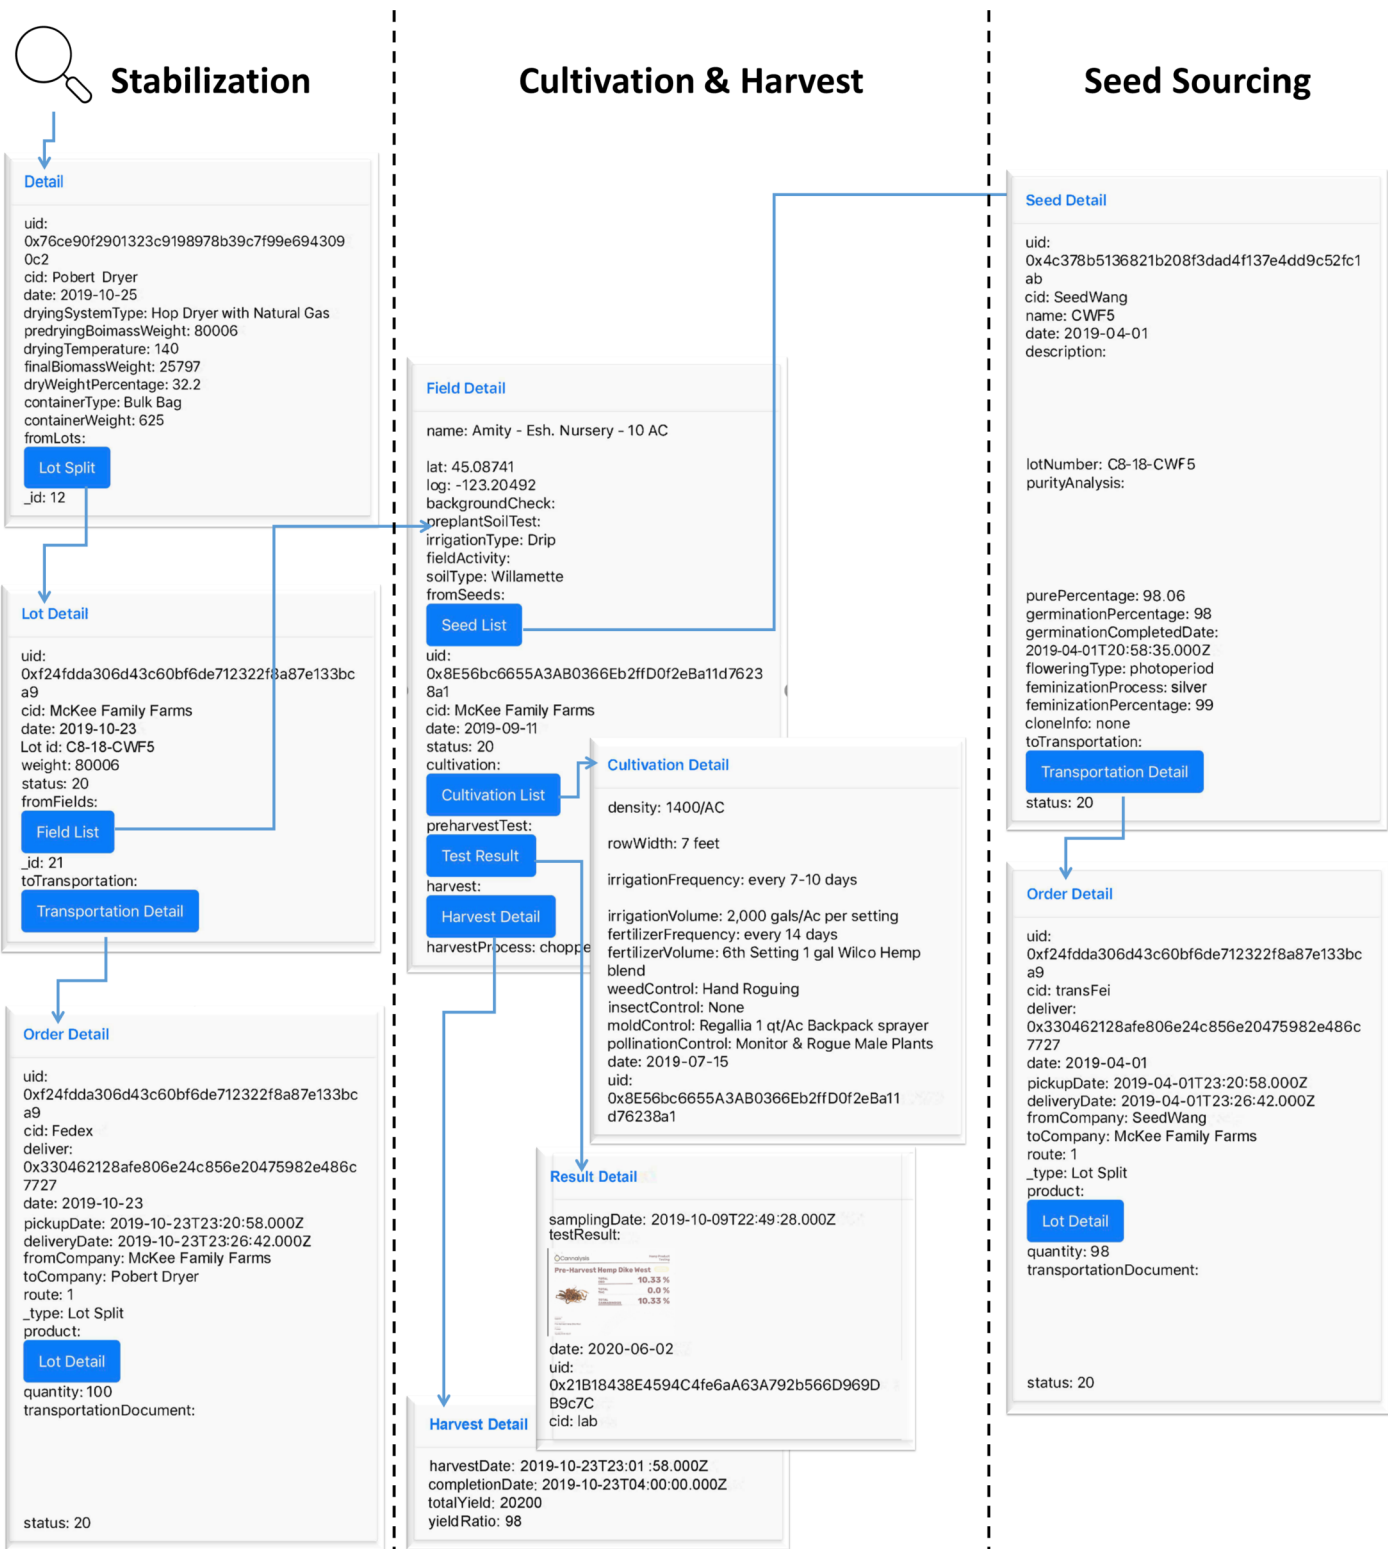 Stabilization
Detail
uid:
0x76ce90f2901323c9198978b39c7f99e694309
0c2
cid: Pobert Dryer
date: 2019-10-25
dryingSystemType: Hop Dryer with Natural Gas
predryingBoimassWeight: 80006
dryingTemperature: 140
finalBiomassWeight: 25797
dryWeightPercentage: 32.2
containerType: Bulk Bag
containerWeight: 625
fromLots:
Lot Split
_id: 12
Lot Detail
uid:
0xf24fdda306d43c60bf6de712322f8a87e133bc
a9
cid: McKee Family Farms
date: 2019-10-23
Lot id: C8-18-CWF5
weight: 80006
status: 20
fromFields:
Field List
_id: 21
toTransportation:
Transportation Detail
Order Detail
uid:
0xf24fdda306d43c60bf6de712322f8a87e133bc
a9
cid: Fedex
deliver:
0x330462128afe806e24c856e20475982e486c
7727
date: 2019-10-23
pickupDate: 2019-10-23T23:20:58.000Z
deliveryDate: 2019-10-23T23:26:42.000Z
fromCompany: McKee Family Farms
toCompany: Pobert Dryer
route: 1
_type: Lot Split
product:
Lot Detail
quantity: 100
transportationDocument:
status: 20
Cultivation & Harvest
Field Detail
name: Amity - Esh. Nursery - 10 AC
lat: 45.08741
log: -123.20492
backgroundCheck:
preplantSoilTest:
irrigationType: Drip
fieldActivity:
soilType: Willamette
fromSeeds:
Seed List
uid:
0x8E56bc6655A3AB0366Eb2ffD0f2eBa11d7623
8a1
cid: McKee Family Farms
date: 2019-09-11
status: 20
cultivation:
Cultivation List
preharvestTest:
Test Result
harvest:
Harvest Detail
harvestProcess: choppe
Cultivation Detail
density: 1400/AC
rowWidth: 7 feet
irrigationFrequency: every 7-10 days
irrigationVolume: 2,000 gals/Ac per setting
fertilizerFrequency: every 14 days
fertilizerVolume: 6th Setting 1 gal Wilco Hemp
blend
weedControl: Hand Roguing
insectControl: None
moldControl: Regallia 1 qt/Ac Backpack sprayer
pollinationControl: Monitor & Rogue Male Plants
date: 2019-07-15
uid:
0x8E56bc6655A3AB0366Eb2ffD0f2eBa11
d76238a1
Result Detail
samplingDate: 2019-10-09T22:49:28.000Z
testResult:
Cannalysis
Pre-Harvest Hemp Dike West
10.33 %
0.0 %
10.33 %
date: 2020-06-02
uid:
0x21B18438E4594C4fe6aA63A792b566D969D
B9c7C
cid: lab
Harvest Detail
harvestDate: 2019-10-23T23:01 :58.000Z
completionDate: 2019-10-23T04:00:00.000Z
totalYield: 20200
yieldRatio: 98
Seed Sourcing
Seed Detail
uid:
0x4c378b5136821b208f3dad4f137e4dd9c52fc1
ab
cid: SeedWang
name: CWF5
date: 2019-04-01
description:
lotNumber: C8-18-CWF5
purityAnalysis:
purePercentage: 98.06
germinationPercentage: 98
germinationCompletedDate:
2019-04-01T20:58:35.000Z
floweringType: photoperiod
feminizationProcess: silver
feminizationPercentage: 99
cloneInfo: none
toTransportation:
Transportation Detail
status: 20
Order Detail
uid:
0xf24fdda306d43c60bf6de712322f8a87e133bc
a9
cid: transFei
deliver:
0x330462128afe806e24c856e20475982e486c
7727
date: 2019-04-01
pickupDate: 2019-04-01T23:20:58.000Z
deliveryDate: 2019-04-01T23:26:42.000Z
fromCompany: SeedWang
toCompany: McKee Family Farms
route: 1
_type: Lot Split
product:
Lot Detail
quantity: 98
transportationDocument:
status: 20